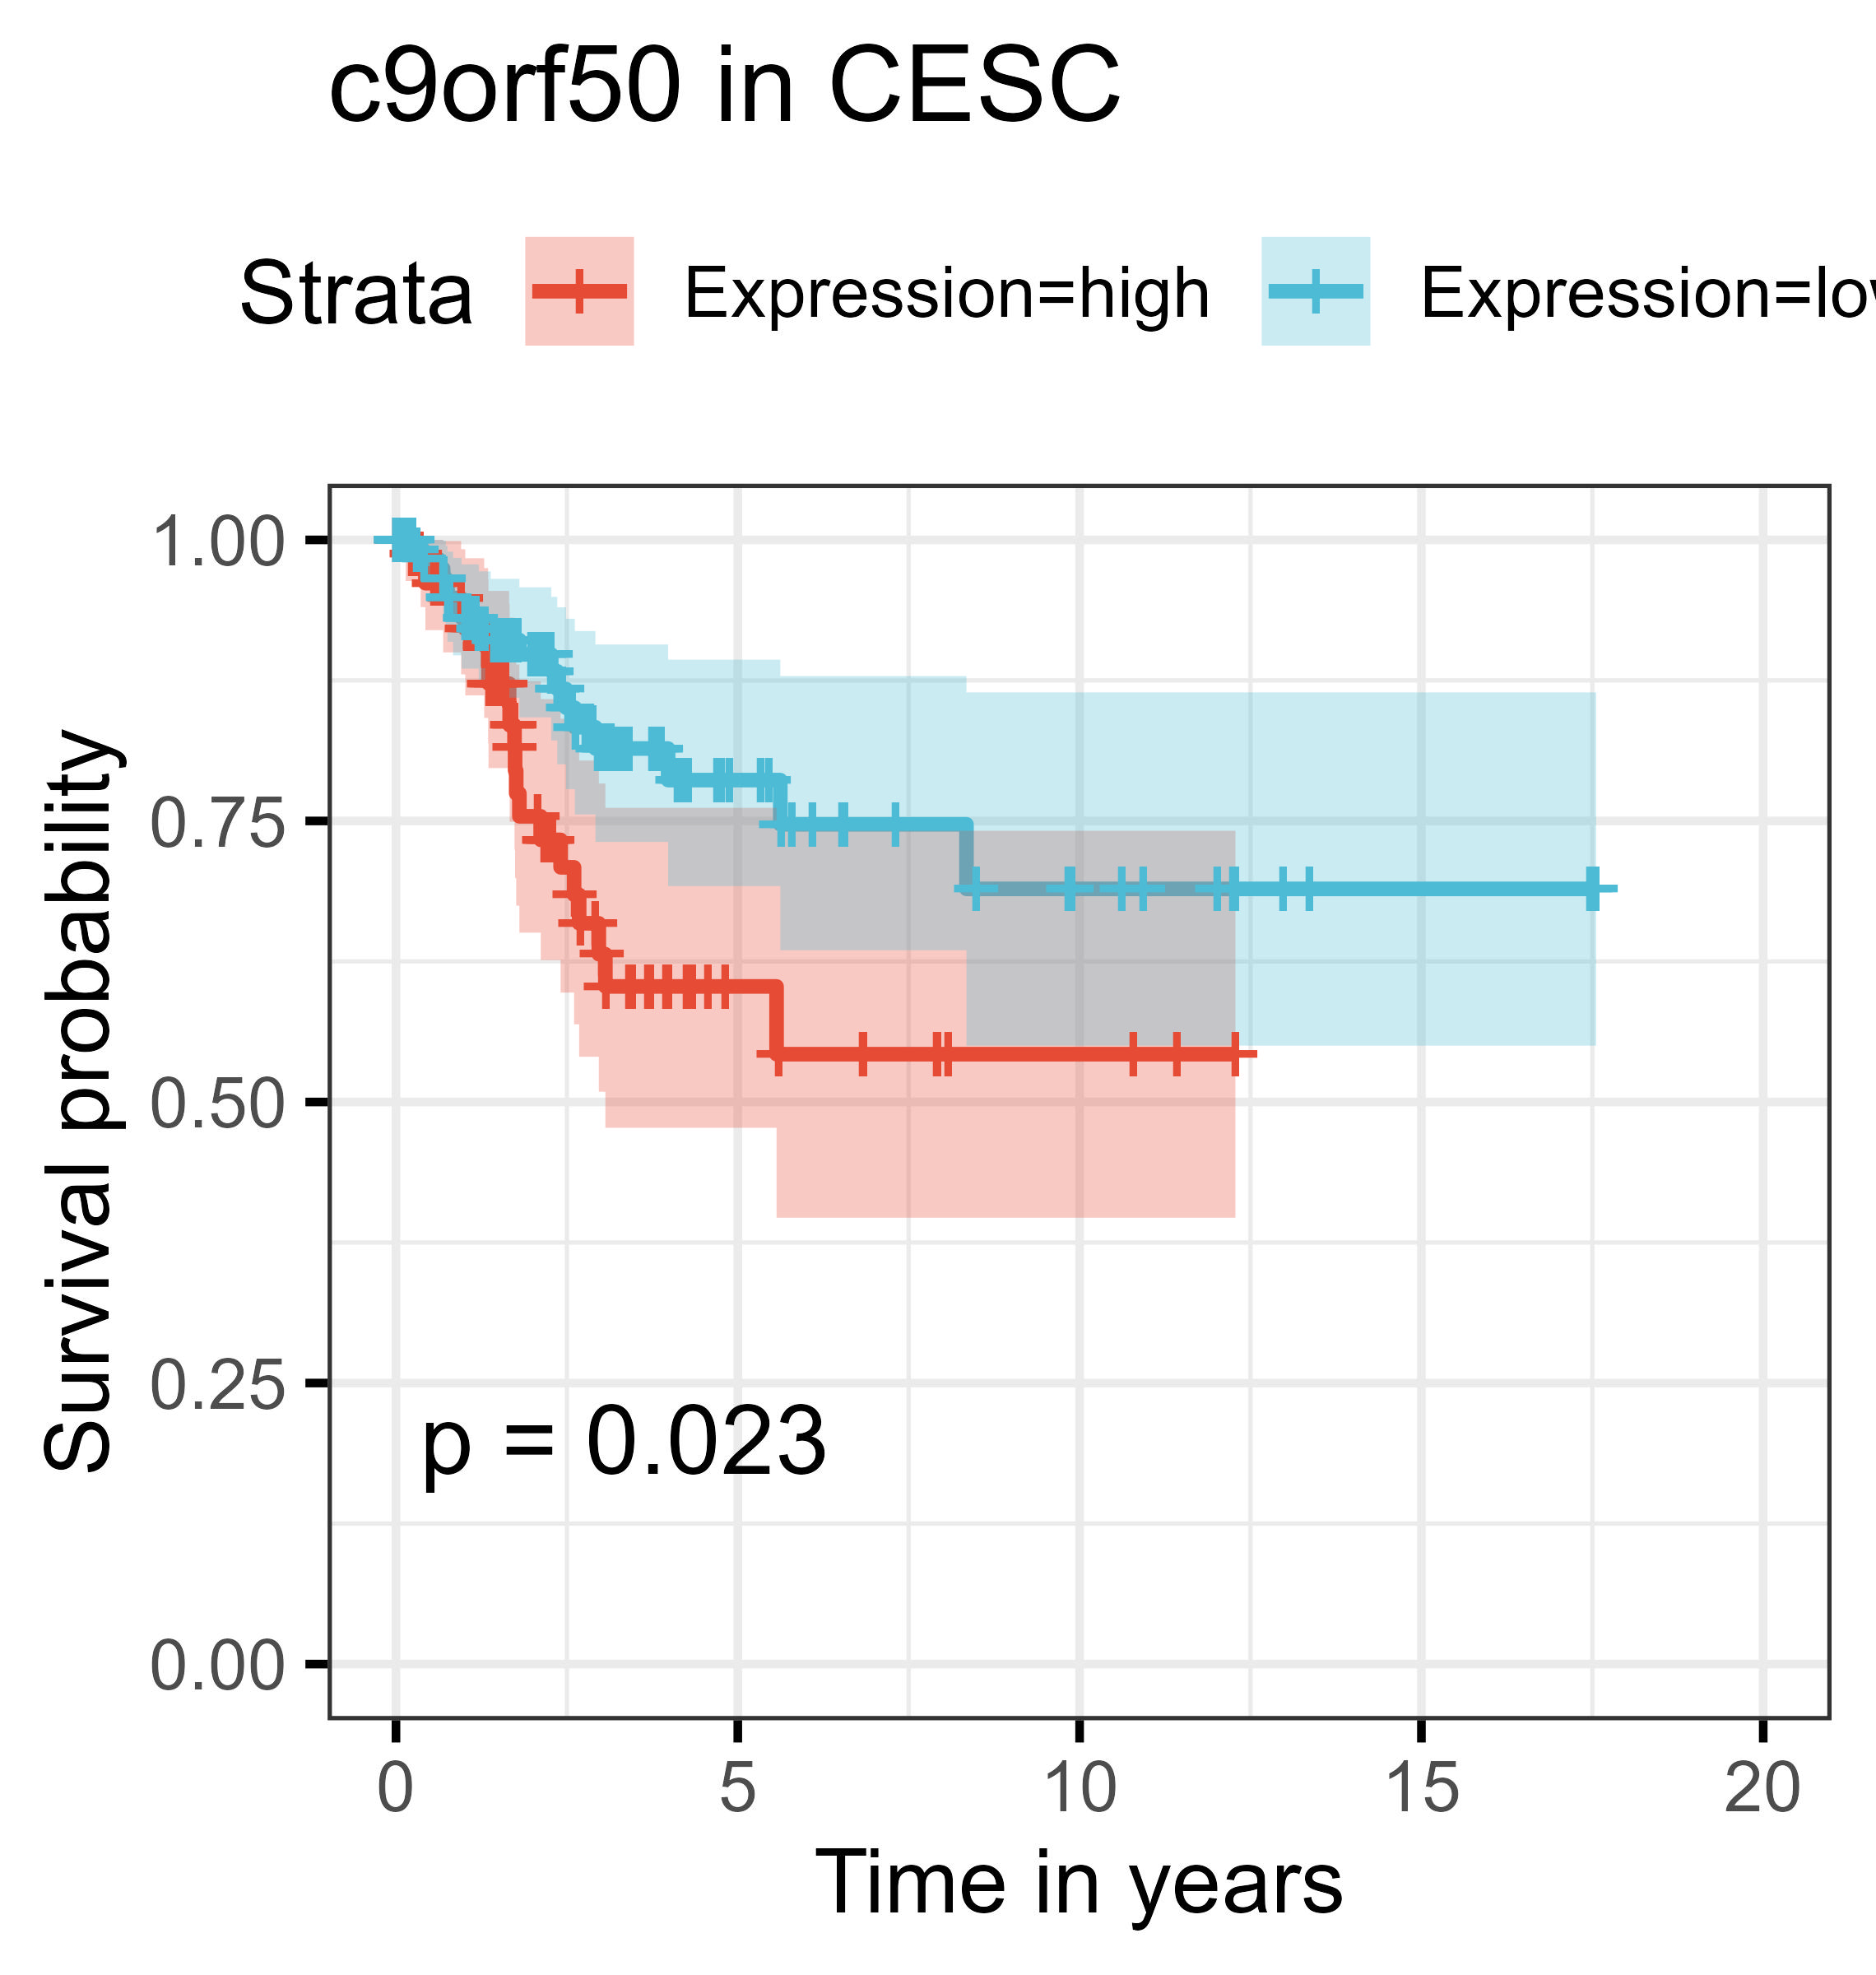 c9orf50 in CESC
Strata Expression=high Expression=lo
Survival probability
1.00
0.75
0.50
0.25
0.00
p = 0.023
0 5 10 15 20
Time in years